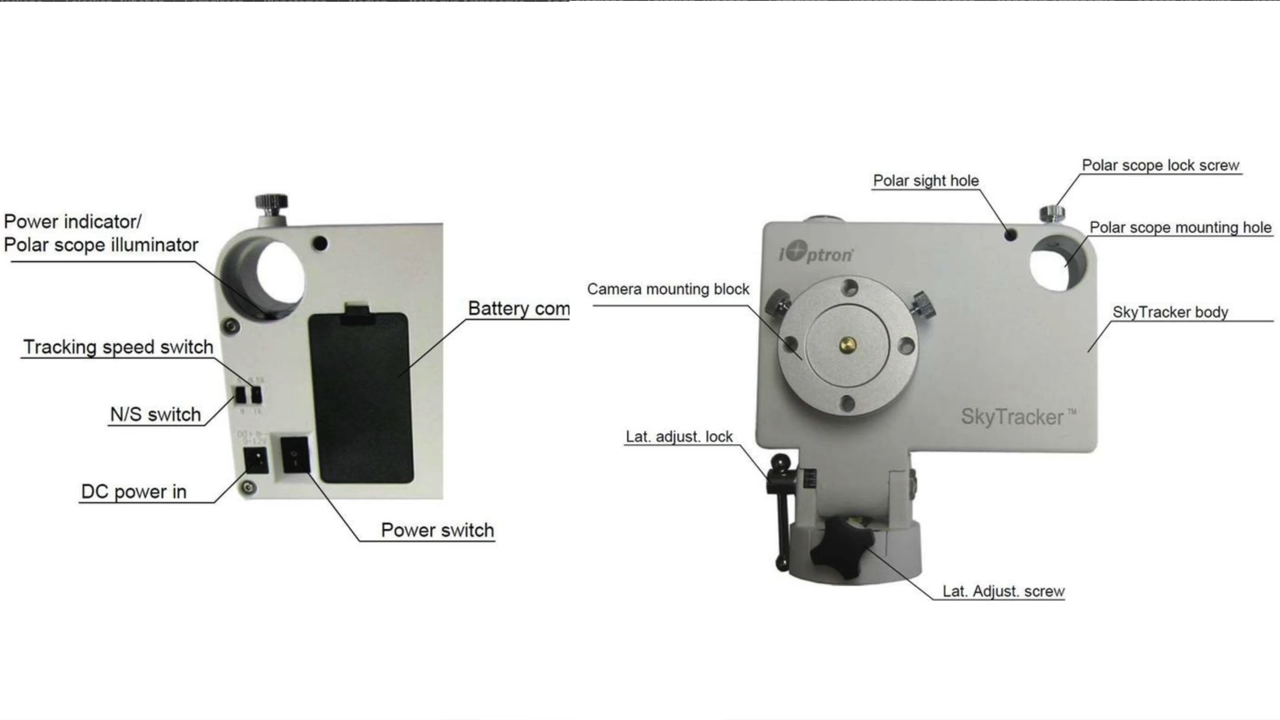 Power indicator/
Polar scope illuminator
Tracking speed switch
N/S switch
DC power in
Battery com
Power switch
Polar sight hole
Polar scope lock screw
Polar scope mounting hole
iOptron®
Camera mounting block
SkyTracker body
SkyTracker™
Lat. adjust. lock
Lat. Adjust. screw